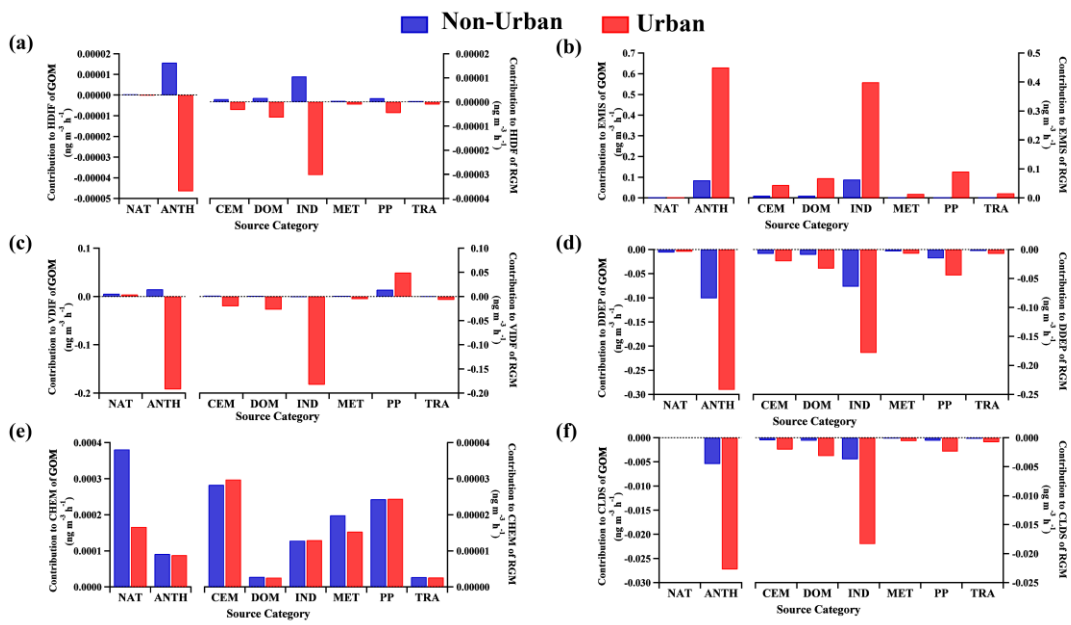 Non-Urban Urban
(a)
0.00002
0.00001
0.00000
-0.00001
-0.00002
-0.00003
-0.00004
-0.00005
Contribution to HDIF of GOM
(ng m⁻³ h⁻¹)
NAT ANTH CEM DOM IND MET PP TRA
Source Category
0.00002
0.00001
0.00000
-0.00001
-0.00002
-0.00003
-0.00004
Contribution to HDIF of RGM
(ng m⁻³ h⁻¹)
(b)
0.7
0.6
0.5
0.4
0.3
0.2
0.1
0.0
Contribution to EMIS of GOM
(ng m⁻³ h⁻¹)
NAT ANTH CEM DOM IND MET PP TRA
Source Category
0.5
0.4
0.3
0.2
0.1
0.0
Contribution to EMIS of RGM
(ng m⁻³ h⁻¹)
(c)
0.1
0.0
-0.1
-0.2
Contribution to VDIF of GOM
(ng m⁻³ h⁻¹)
NAT ANTH CEM DOM IND MET PP TRA
Source Category
0.10
0.05
0.00
-0.05
-0.10
-0.15
-0.20
Contribution to VIDF of RGM
(ng m⁻³ h⁻¹)
(d)
0.00
-0.05
-0.10
-0.15
-0.20
-0.25
-0.30
Contribution to DDEP of GOM
(ng m⁻³ h⁻¹)
NAT ANTH CEM DOM IND MET PP TRA
Source Category
0.00
-0.05
-0.10
-0.15
-0.20
-0.25
Contribution to DDEP of RGM
(ng m⁻³ h⁻¹)
(e)
0.0004
0.0003
0.0002
0.0001
0.0000
Contribution to CHEM of GOM
(ng m⁻³ h⁻¹)
NAT ANTH CEM DOM IND MET PP TRA
Source Category
0.00004
0.00003
0.00002
0.00001
0.00000
Contribution to CHEM of RGM
(ng m⁻³ h⁻¹)
(f)
0.000
-0.005
-0.010
-0.015
-0.020
-0.025
-0.030
Contribution to CLDS of GOM
(ng m⁻³ h⁻¹)
NAT ANTH CEM DOM IND MET PP TRA
Source Category
0.000
-0.005
-0.010
-0.015
-0.020
-0.025
Contribution to CLDS of RGM
(ng m⁻³ h⁻¹)